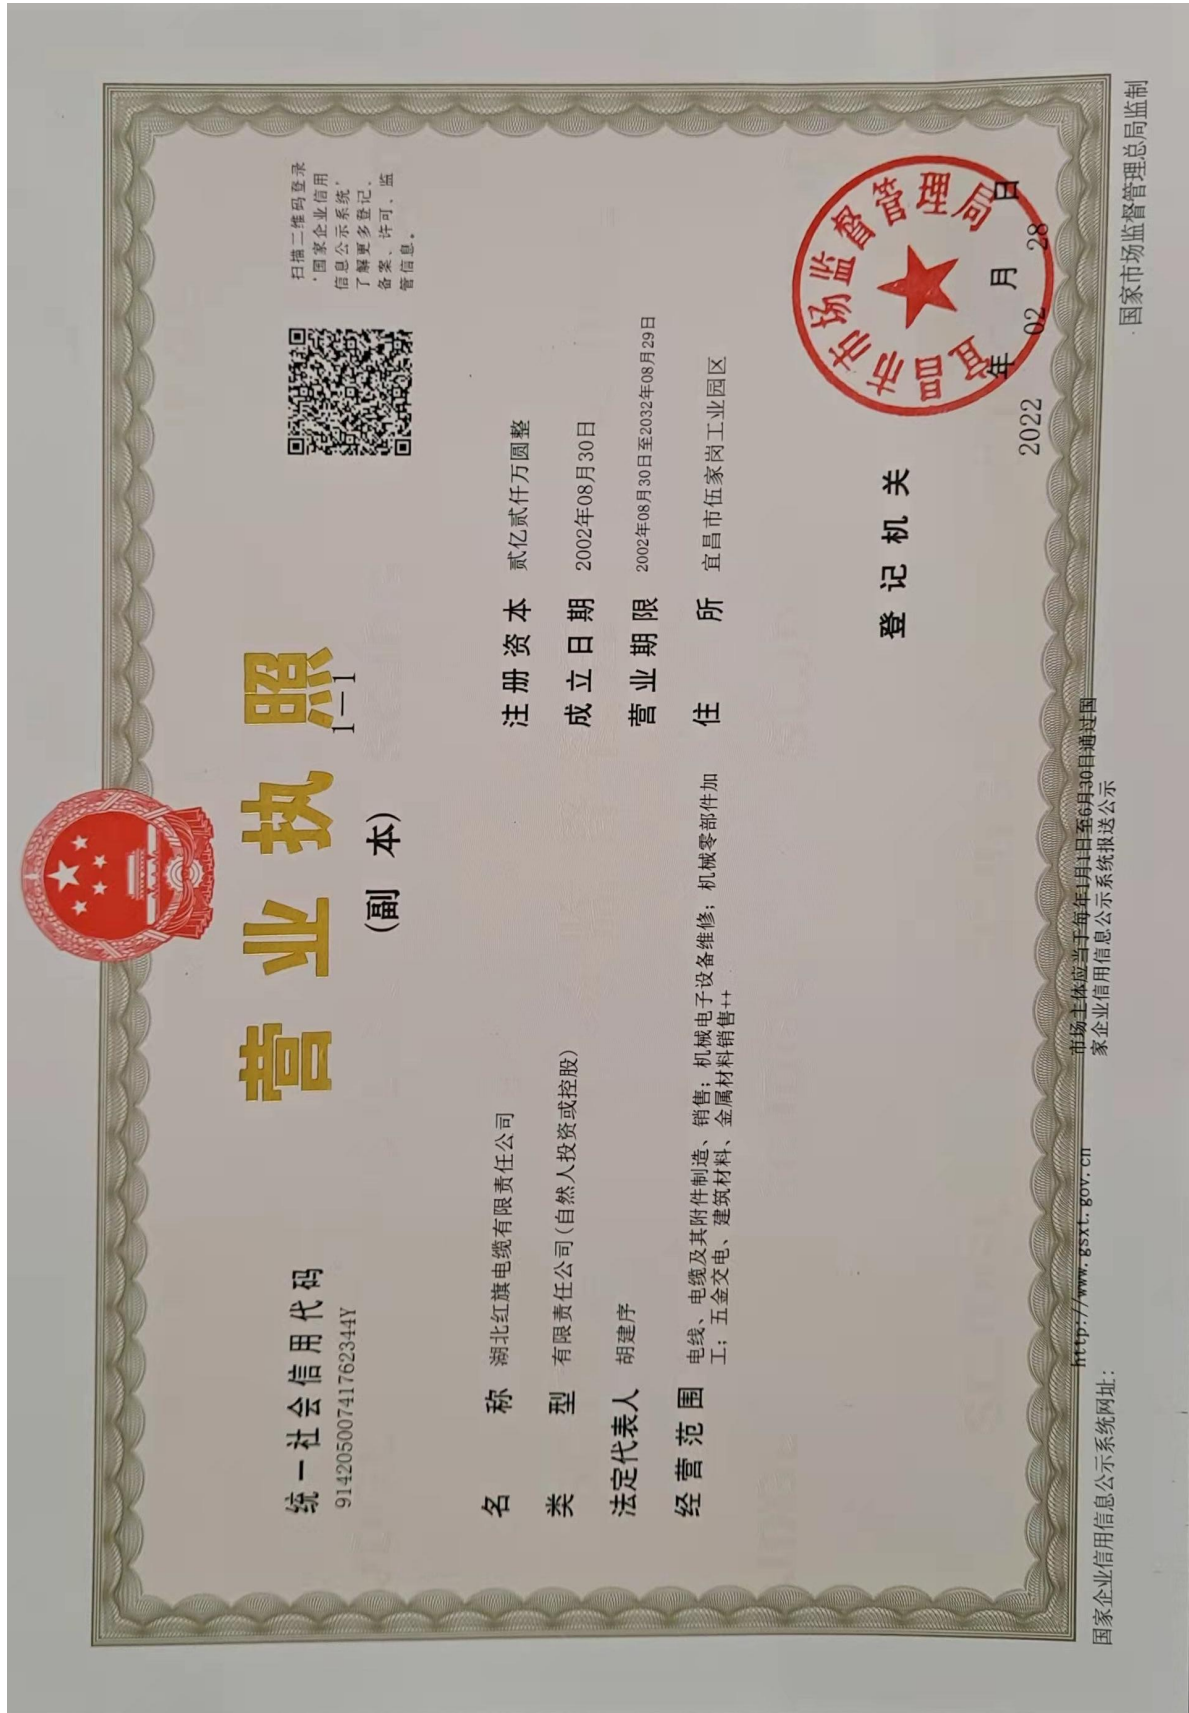 统一社会信用代码
91420500741762344Y
营业执照
(副 本)
1—1
扫描二维码登录
‘国家企业信用
信息公示系统’
了解更多登记、
备案、许可、监
管信息。
名 称 湖北红旗电缆有限责任公司
类 型 有限责任公司(自然人投资或控股)
法定代表人 胡建序
经营范围 电线、电缆及其附件制造、销售；机械电子设备维修；机械零部件加
工；五金交电、建筑材料、金属材料销售++
注册资本 贰亿贰仟万圆整
成立日期 2002年08月30日
营业期限 2002年08月30日至2032年08月29日
住 所 宜昌市伍家岗工业园区
登记机关
宜昌市市场监督管理局
2022 年 02 月 28 日
国家企业信用信息公示系统网址：
http://www.gsxt.gov.cn
市场主体应当于每年1月1日至6月30日通过国
家企业信用信息公示系统报送公示
国家市场监督管理总局监制